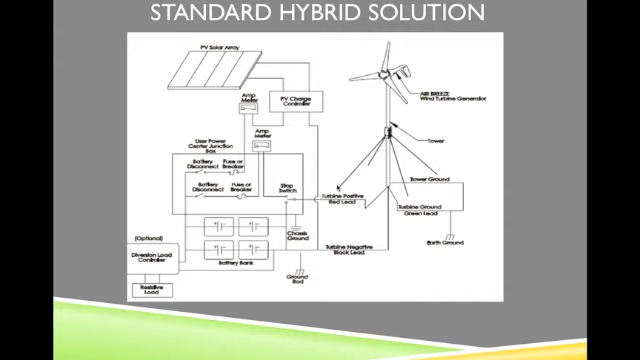 STANDARD HYBRID SOLUTION
PV Solar Array
Amp
Meter
PV Charge
Controller
AIR BREEZE
Wind Turbine Generator
Amp
Meter
User Power
Center Junction
Box
Tower
Battery
Disconnect
Fuse or
Breaker
Battery
Disconnect
Fuse or
Breaker
Stop
Switch
Tower Ground
Turbine Positive
Red Lead
Turbine Ground
Green Lead
Chassis
Ground
Earth Ground
(Optional)
Diversion Load
Controller
Battery Bank
Turbine Negative
Black Lead
Ground
Rod
Resistive
Load